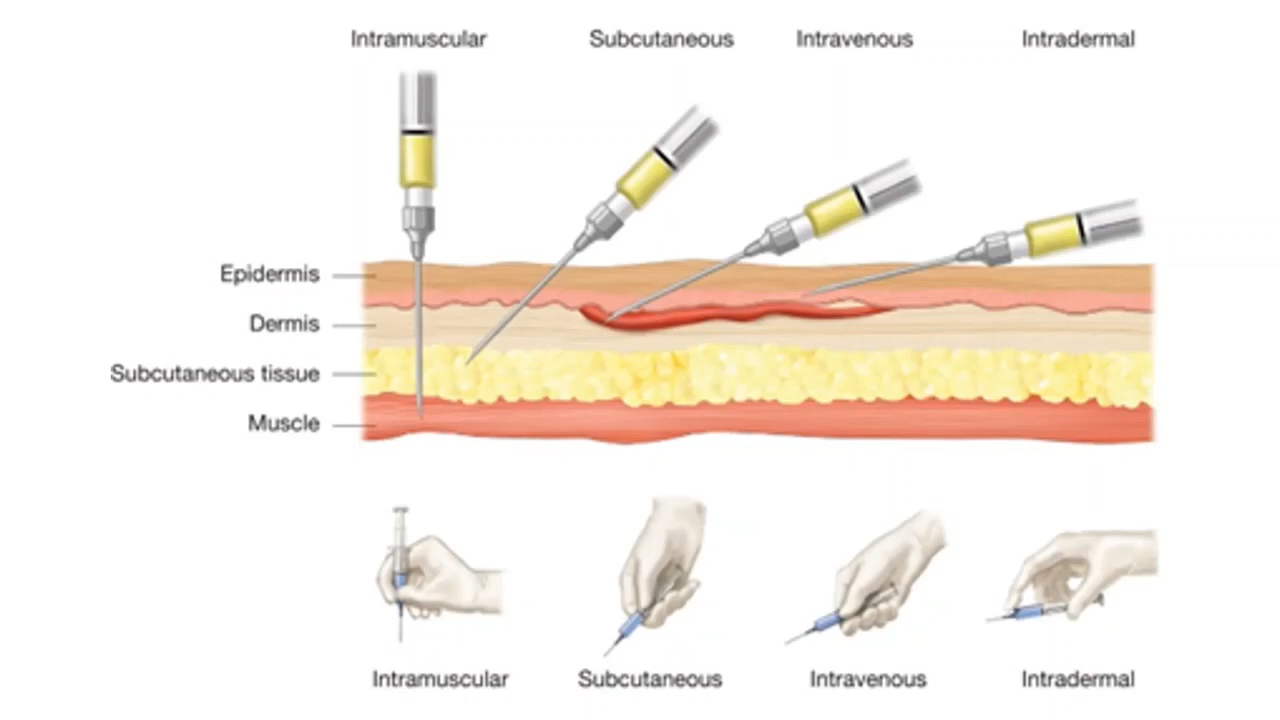 Intramuscular Subcutaneous Intravenous Intradermal
Epidermis
Dermis
Subcutaneous tissue
Muscle
Intramuscular Subcutaneous Intravenous Intradermal